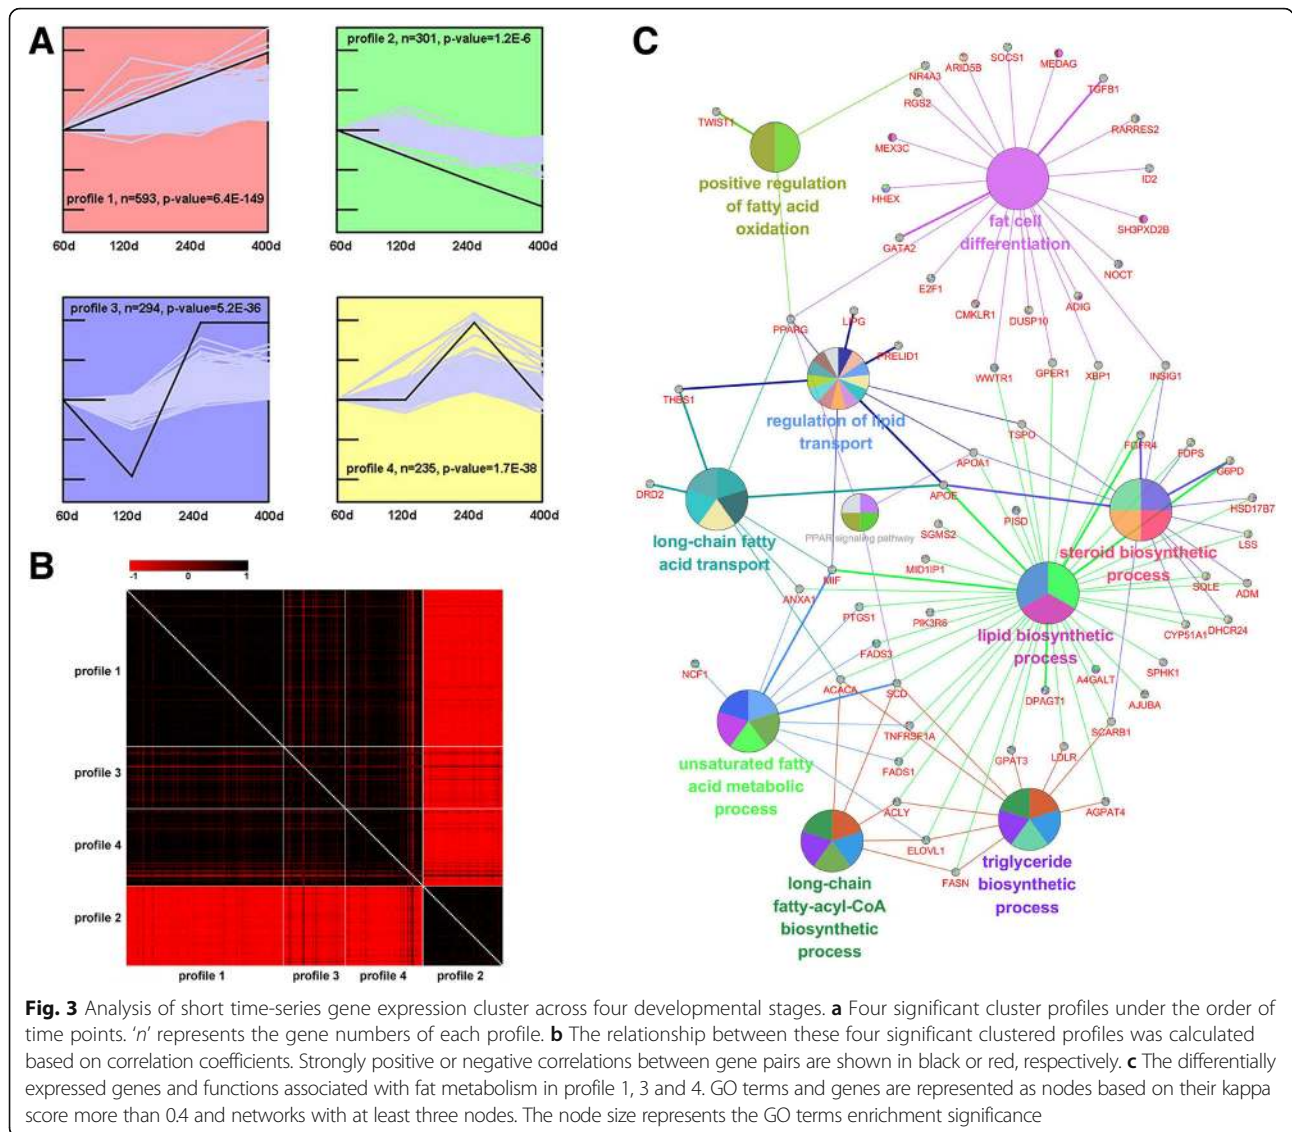 A
profile 1, n=593, p-value=6.4E-149
60d 120d 240d 400d
profile 2, n=301, p-value=1.2E-6
60d 120d 240d 400d
profile 3, n=294, p-value=5.2E-36
60d 120d 240d 400d
profile 4, n=235, p-value=1.7E-38
60d 120d 240d 400d
B
-1 0 1
profile 1
profile 3
profile 4
profile 2
profile 1 profile 3 profile 4 profile 2
C
SOCS1
MEDAG
ARID5B
NR4A3
TGFB1
RGS2
TWIST1
RARRES2
MEX3C
ID2
positive regulation
of fatty acid
oxidation
HHEX
fat cell
differentiation
SH3PXD2B
GATA2
NOCT
E2F1
ADIG
CMKLR1
DUSP10
PPARG
LIPG
PRELID1
WWTR1
GPER1
XBP1
INSIG1
THBS1
regulation of lipid
transport
TSPO
FGFR4
FDPS
APOA1
G6PD
DRD2
APOE
HSD17B7
PISD
SGMS2
LSS
long-chain fatty
acid transport
PPAR signaling pathway
steroid biosynthetic
process
MIF
MID1IP1
SQLE
ADM
ANXA1
PTGS1
PIK3R6
DHCR24
CYP51A1
lipid biosynthetic
process
FADS3
SPHK1
NCF1
A4GALT
ACACA
SCD
DPAGT1
AJUBA
TNFRSF1A
SCARB1
LDLR
GPAT3
unsaturated fatty
acid metabolic
process
FADS1
ACLY
AGPAT4
ELOVL1
FASN
triglyceride
biosynthetic
process
long-chain
fatty-acyl-CoA
biosynthetic
process
Fig. 3 Analysis of short time-series gene expression cluster across four developmental stages. a Four significant cluster profiles under the order of
time points. ‘n’ represents the gene numbers of each profile. b The relationship between these four significant clustered profiles was calculated
based on correlation coefficients. Strongly positive or negative correlations between gene pairs are shown in black or red, respectively. c The differentially
expressed genes and functions associated with fat metabolism in profile 1, 3 and 4. GO terms and genes are represented as nodes based on their kappa
score more than 0.4 and networks with at least three nodes. The node size represents the GO terms enrichment significance